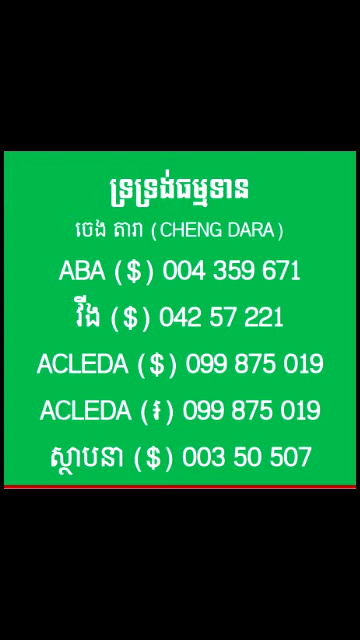 ទ្រទ្រង់ធម្មទាន
ចេង តារា (CHENG DARA)
ABA ($) 004 359 671
វីង ($) 042 57 221
ACLEDA ($) 099 875 019
ACLEDA (៛) 099 875 019
ស្ថាបនា ($) 003 50 507